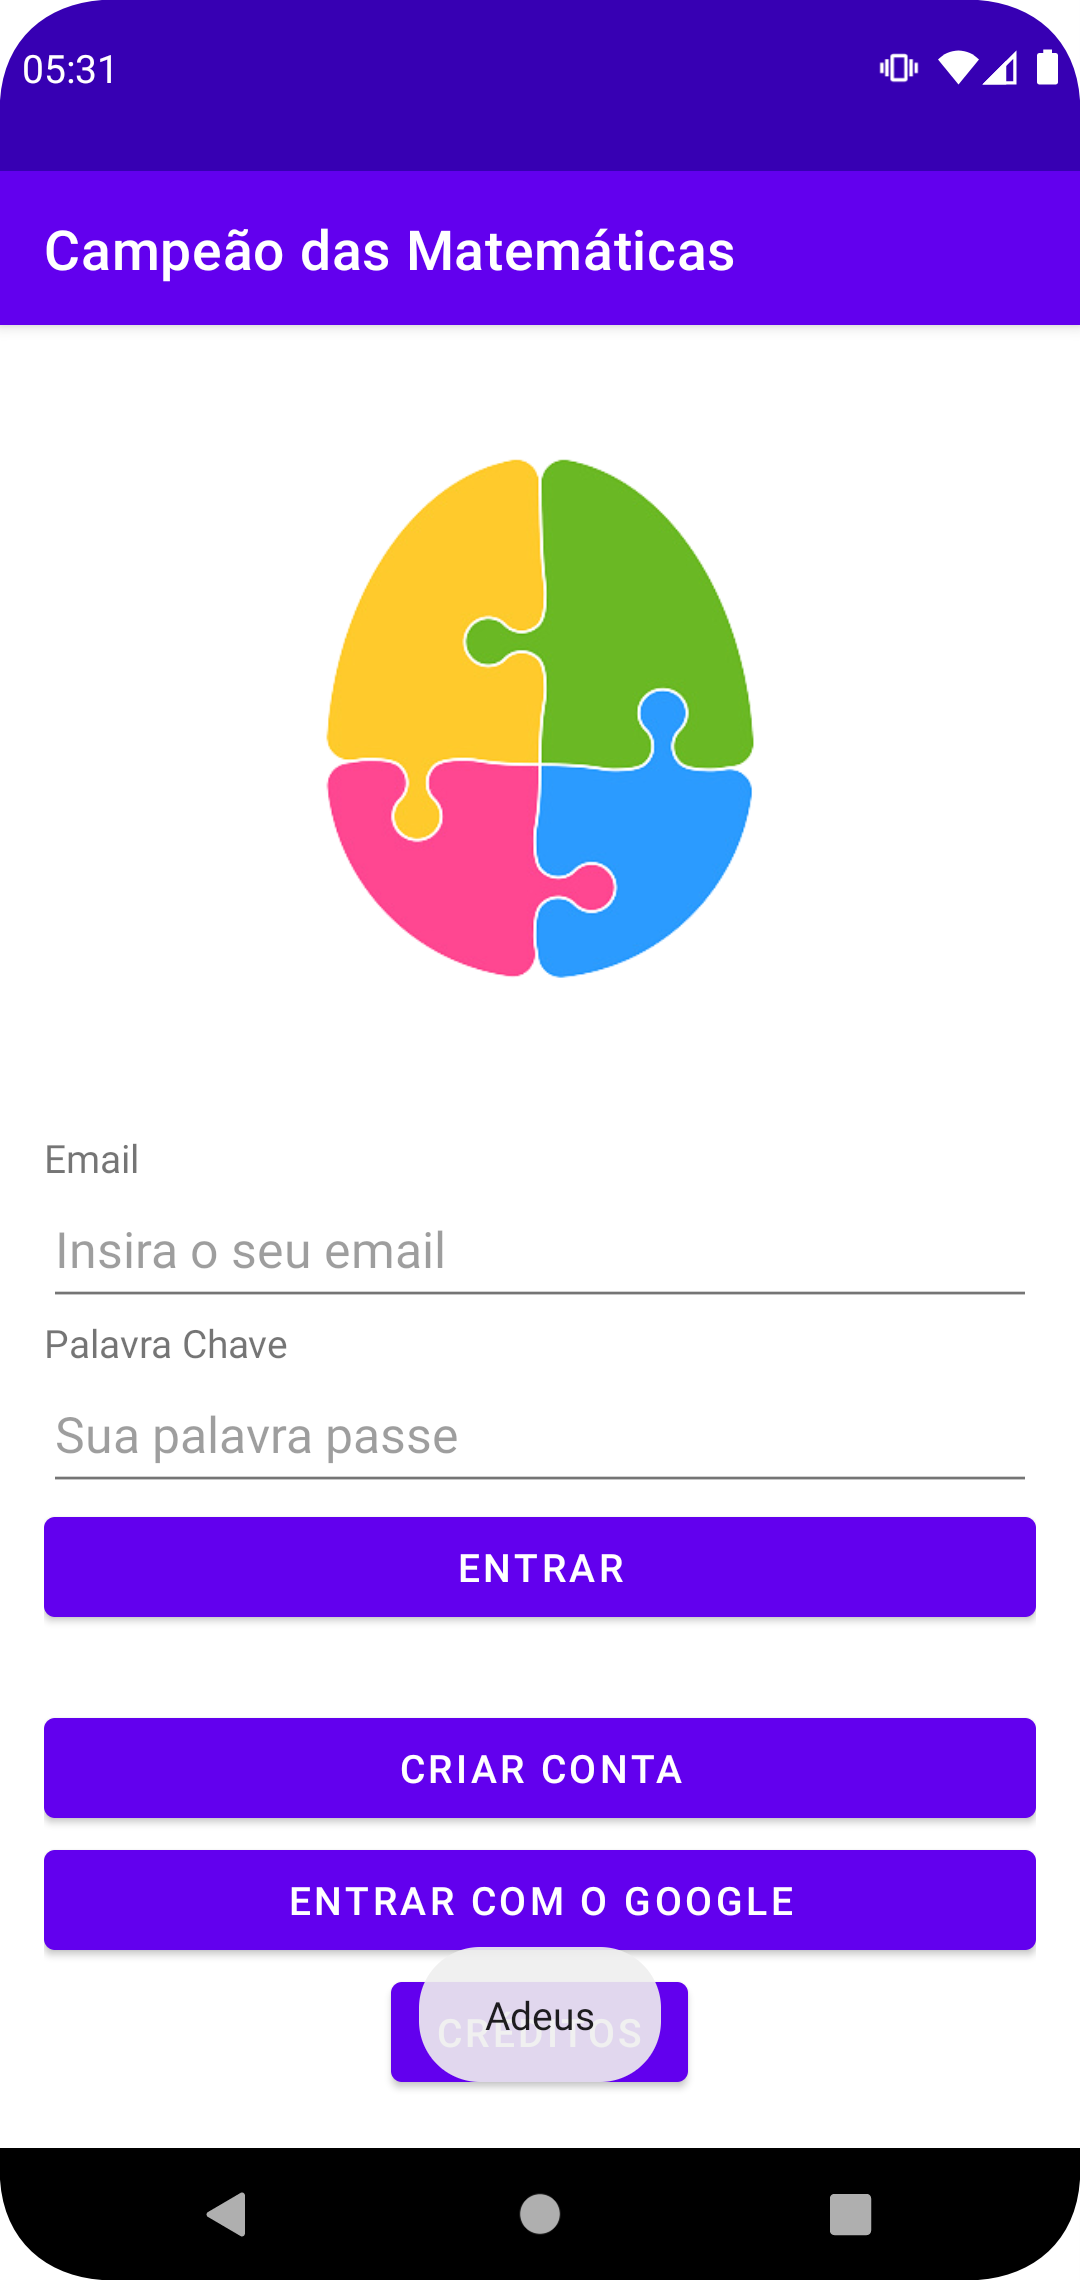 05:31
Campeão das Matemáticas
Email
Insira o seu email
Palavra Chave
Sua palavra passe
ENTRAR
CRIAR CONTA
ENTRAR COM O GOOGLE
CRÉDITOS
Adeus